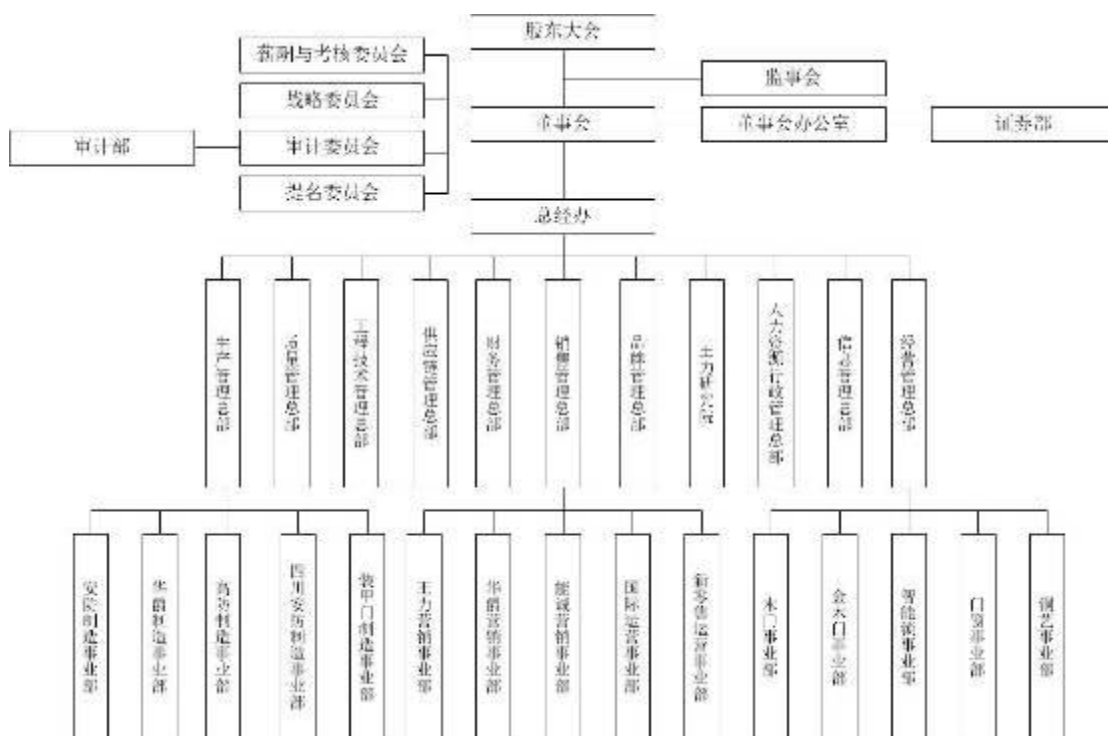 股东大会
薪酬与考核委员会
监事会
战略委员会
董事会
董事会办公室
证券部
审计部
审计委员会
提名委员会
总经办
生产管理总部
质量管理总部
工程技术管理总部
供应链管理总部
财务管理总部
销售管理总部
品牌管理总部
王力研究院
人力资源行政管理总部
信息管理总部
经营管理总部
安防制造事业部
华爵制造事业部
高防制造事业部
四川安防制造事业部
装甲门制造事业部
王力营销事业部
华爵营销事业部
能诚营销事业部
国际运营事业部
新零售运营事业部
木门事业部
金木门事业部
智能锁事业部
门窗事业部
铜艺事业部